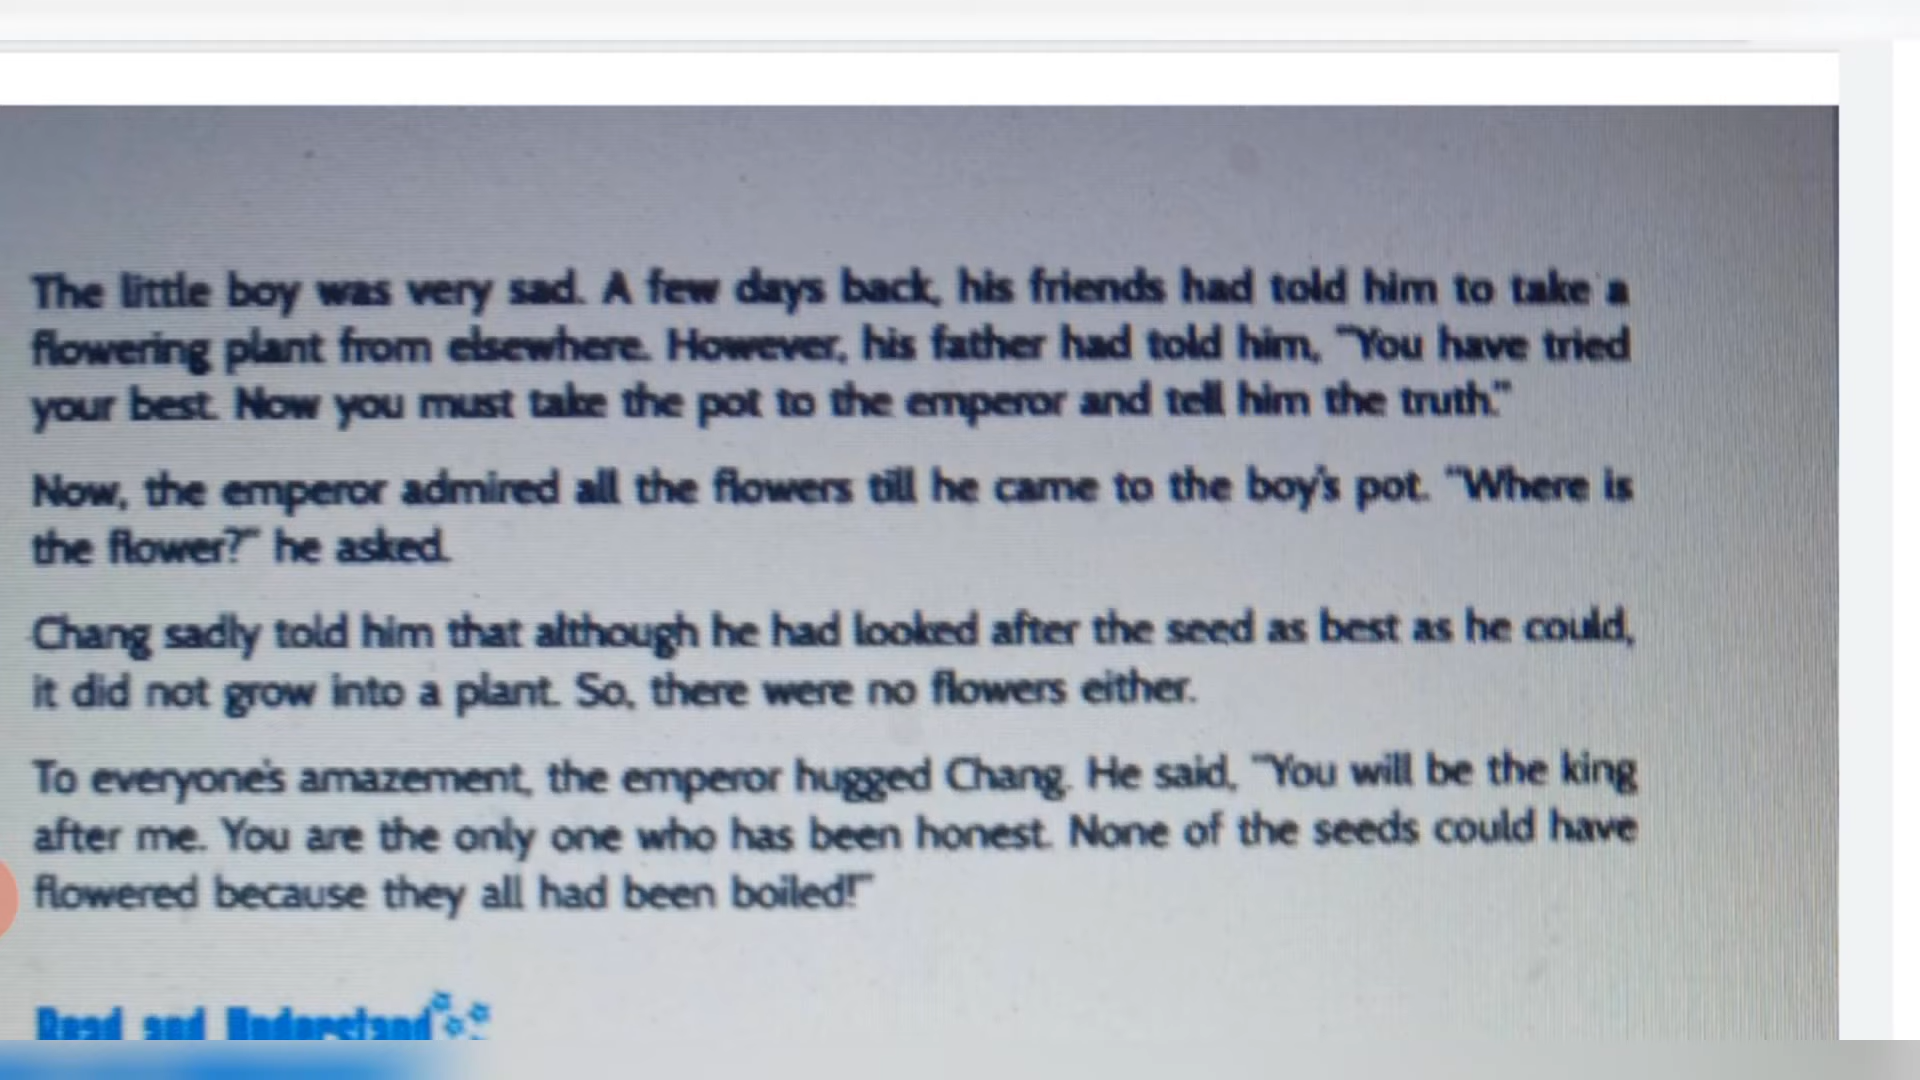 The little boy was very sad. A few days back, his friends had told him to take a
flowering plant from elsewhere. However, his father had told him, "You have tried
your best. Now you must take the pot to the emperor and tell him the truth."
Now, the emperor admired all the flowers till he came to the boy's pot. "Where is
the flower?" he asked.
Chang sadly told him that although he had looked after the seed as best as he could,
it did not grow into a plant. So, there were no flowers either.
To everyone's amazement, the emperor hugged Chang. He said, "You will be the king
after me. You are the only one who has been honest. None of the seeds could have
flowered because they all had been boiled!"
Read and Understand